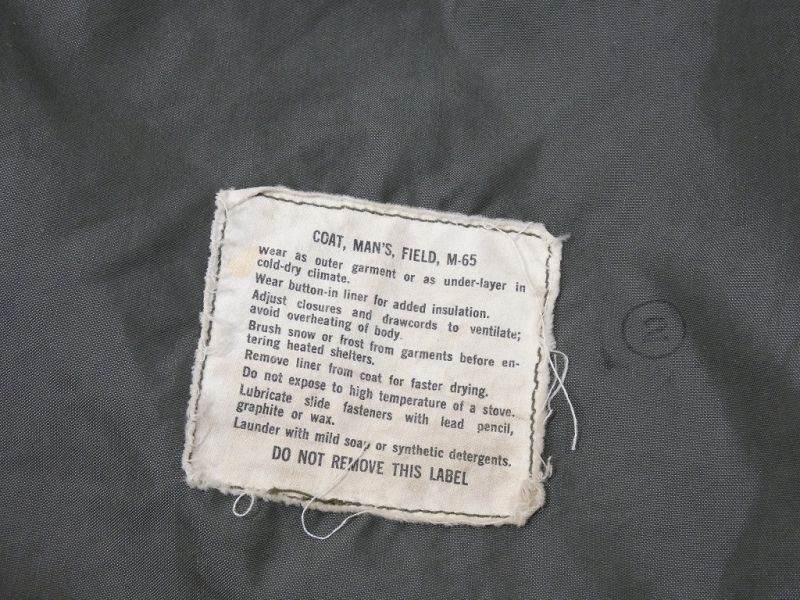 COAT, MAN'S, FIELD, M-65
Wear as outer garment or as under-layer in
cold-dry climate.
Wear button-in liner for added insulation.
Adjust closures and drawcords to ventilate;
avoid overheating of body.
Brush snow or frost from garments before en-
tering heated shelters.
Remove liner from coat for faster drying.
Do not expose to high temperature of a stove.
Lubricate slide fasteners with lead pencil,
graphite or wax.
Launder with mild soap or synthetic detergents.
DO NOT REMOVE THIS LABEL